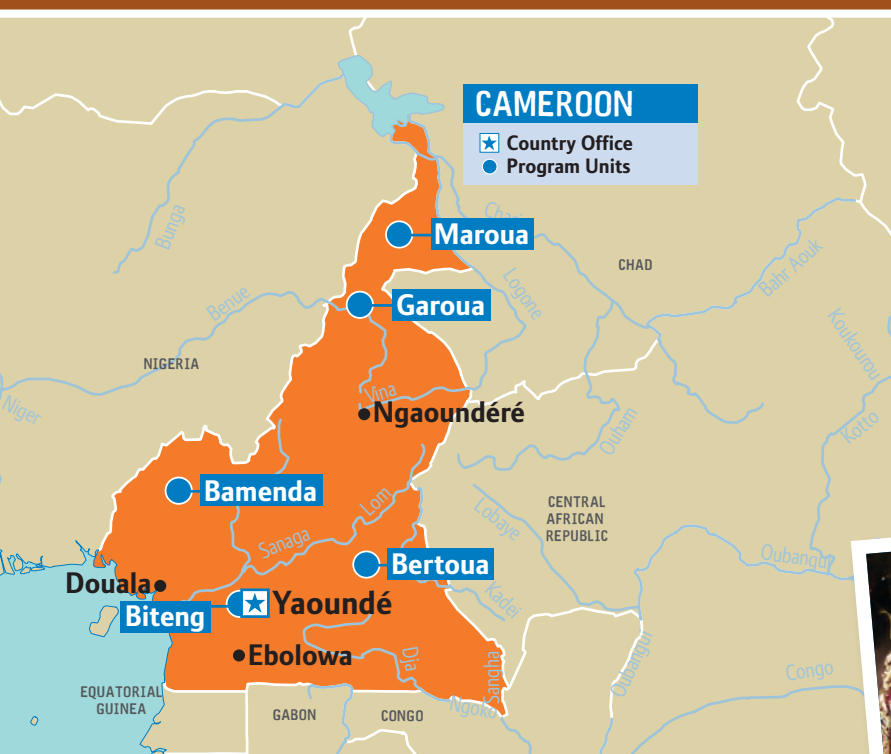 CAMEROON
Country Office
Program Units
Chari
Maroua
Bunga
CHAD
Bahr Aouk
Logone
Benue
Garoua
Koukourou
NIGERIA
Vina
Niger
Ngaoundéré
Ouham
Kotto
Bamenda
Lom
CENTRAL
AFRICAN
REPUBLIC
Lobaye
Sanaga
Oubangui
Bertoua
Douala
Kadei
Biteng
Yaoundé
Ebolowa
Dja
Sangha
Oubangui
Congo
EQUATORIAL
GUINEA
GABON
CONGO
Ngoko